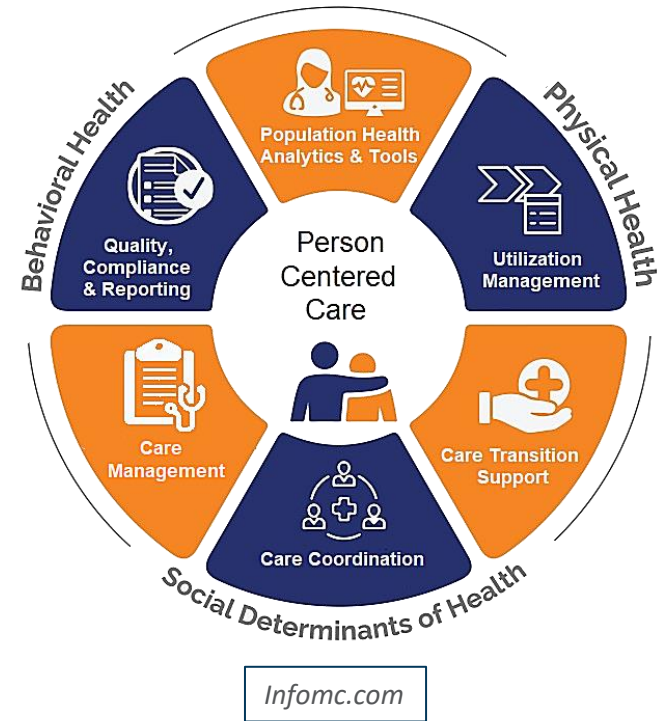 Behavioral Health
Physical Health
Population Health
Analytics & Tools
Quality,
Compliance
& Reporting
Utilization
Management
Person
Centered
Care
Care
Management
Care Transition
Support
Care Coordination
Social Determinants of Health
Infomc.com